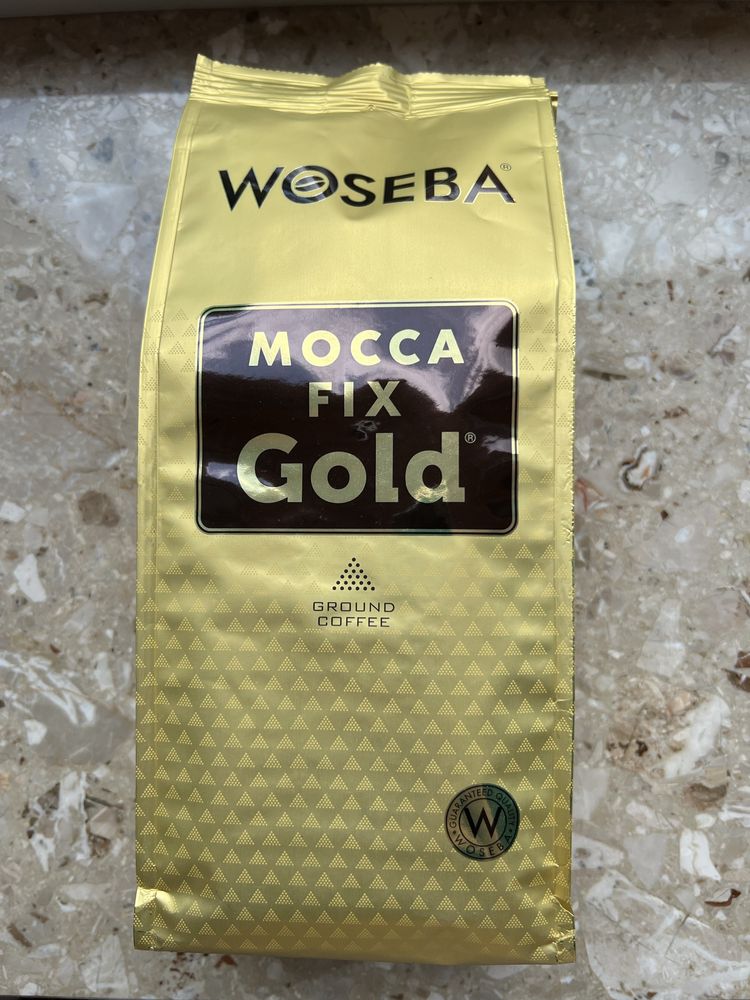 WOSEBA®
MOCCA
FIX
Gold®
GROUND
COFFEE
GUARANTEED QUALITY
W
WOSEBA